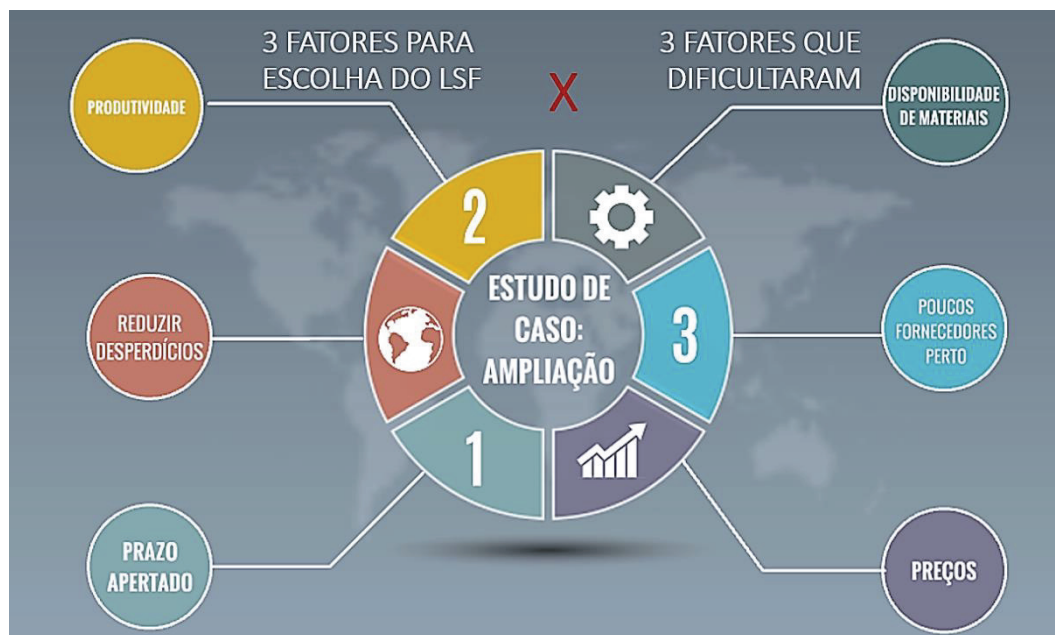 3 FATORES PARA
ESCOLHA DO LSF
X
3 FATORES QUE
DIFICULTARAM
PRODUTIVIDADE
DISPONIBILIDADE
DE MATERIAIS
2
REDUZIR
DESPERDÍCIOS
ESTUDO DE
CASO:
AMPLIAÇÃO
3
POUCOS
FORNECEDORES
PERTO
1
PRAZO
APERTADO
PREÇOS